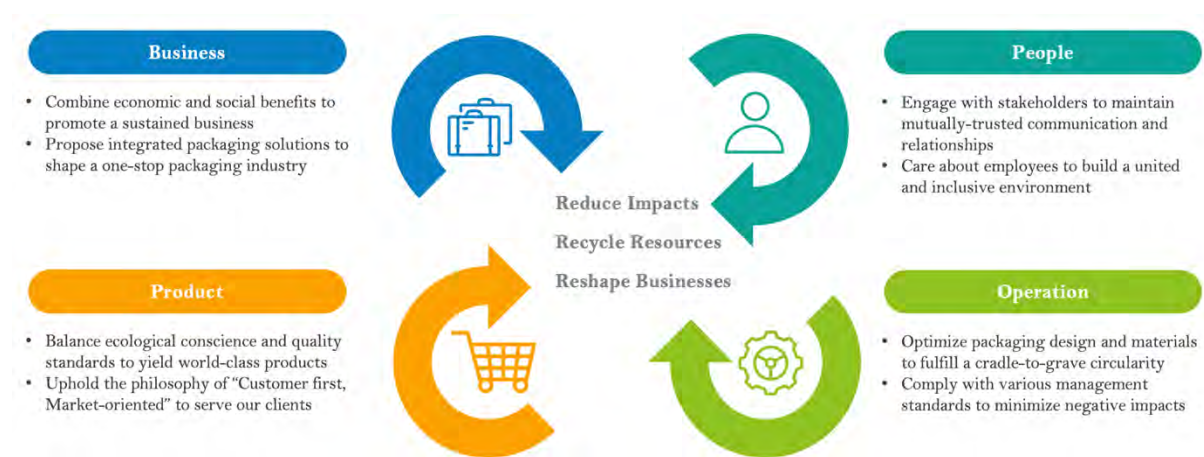 Business
• Combine economic and social benefits to
promote a sustained business
• Propose integrated packaging solutions to
shape a one-stop packaging industry
People
• Engage with stakeholders to maintain
mutually-trusted communication and
relationships
• Care about employees to build a united
and inclusive environment
Reduce Impacts
Recycle Resources
Reshape Businesses
Product
• Balance ecological conscience and quality
standards to yield world-class products
• Uphold the philosophy of “Customer first,
Market-oriented” to serve our clients
Operation
• Optimize packaging design and materials
to fulfill a cradle-to-grave circularity
• Comply with various management
standards to minimize negative impacts